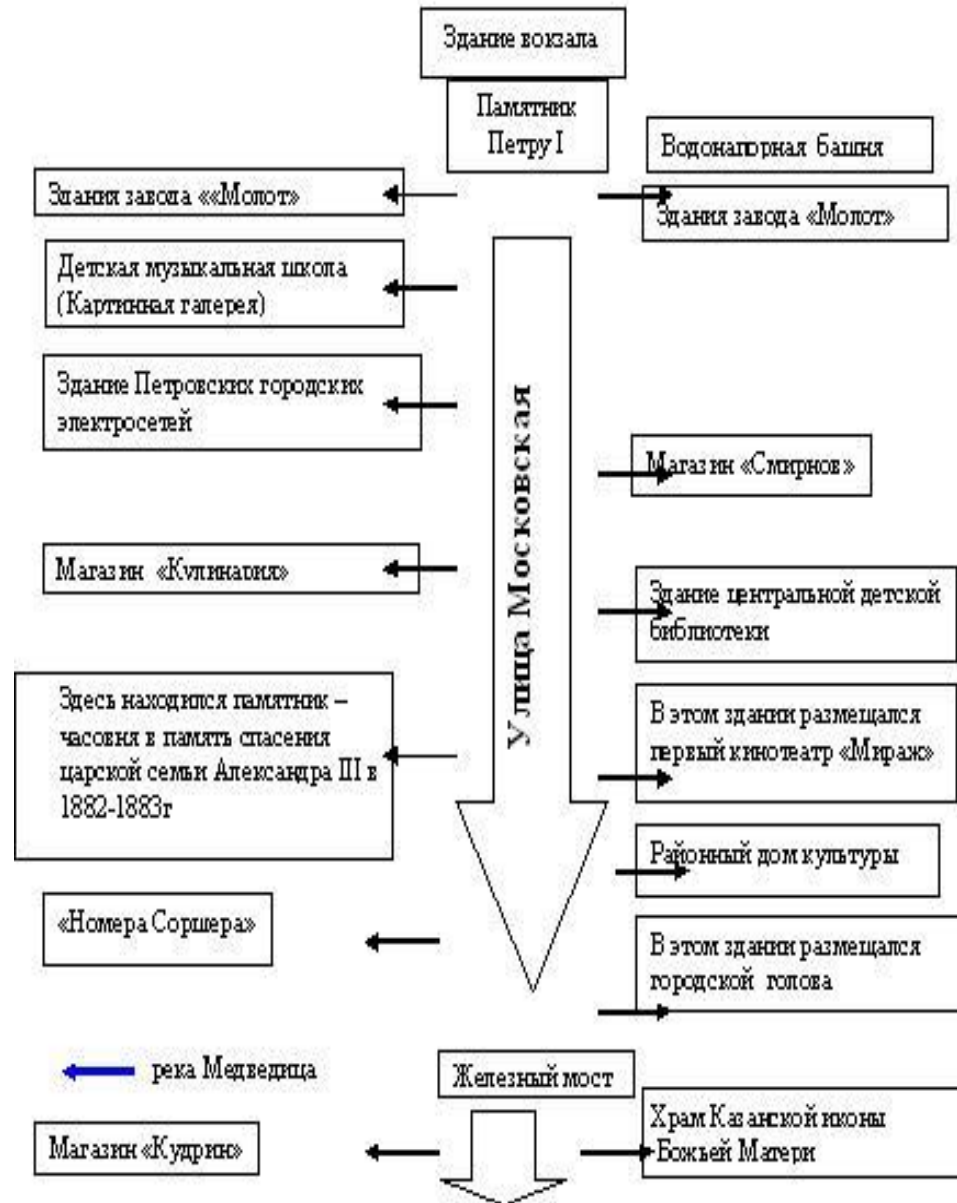 Здание вокзала
Памятник
Петру I
Водонапорная башня
Здания завода ««Молот»
Здания завода «Молот»
Детская музыкальная школа
(Картинная галерея)
Здание Петровских городских
электросетей
Улица Московская
Магазин «Смирнов»
Магазин «Кулинария»
Здание центральной детской
библиотеки
Здесь находился памятник –
часовня в память спасения
царской семьи Александра III в
1882-1883г
В этом здании размещался
первый кинотеатр «Мираж»
Районный дом культуры
«Номера Соршера»
В этом здании размещался
городской голова
река Медведица
Железный мост
Магазин «Кудрин»
Храм Казанской иконы
Божьей Матери